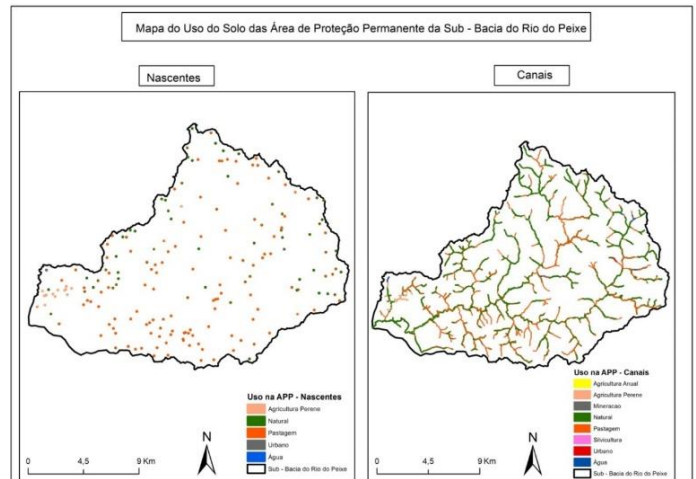 Mapa do Uso do Solo das Área de Proteção Permanente da Sub - Bacia do Rio do Peixe
Nascentes
Uso na APP - Nascentes
Agricultura Perene
Natural
Pastagem
Urbano
Água
Sub - Bacia do Rio do Peixe
N
0 4,5 9 Km
Canais
Uso na APP - Canais
Agricultura Anual
Agricultura Perene
Mineracao
Natural
Pastagem
Silvicultura
Urbano
Água
Sub - Bacia do Rio do Peixe
N
0 4,5 9 Km